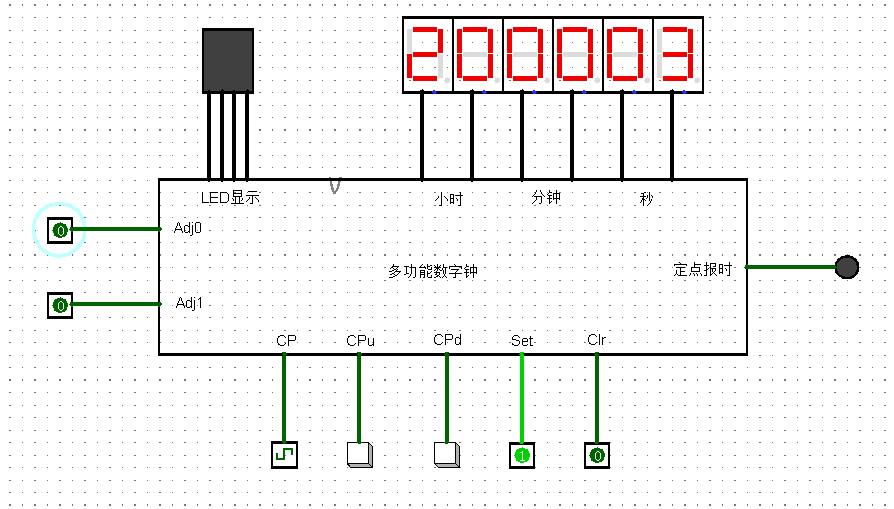 200003
LED显示
小时
分钟
秒
0
Adj0
多功能数字钟
定点报时
0
Adj1
CP
CPu
CPd
Set
Clr
1
0